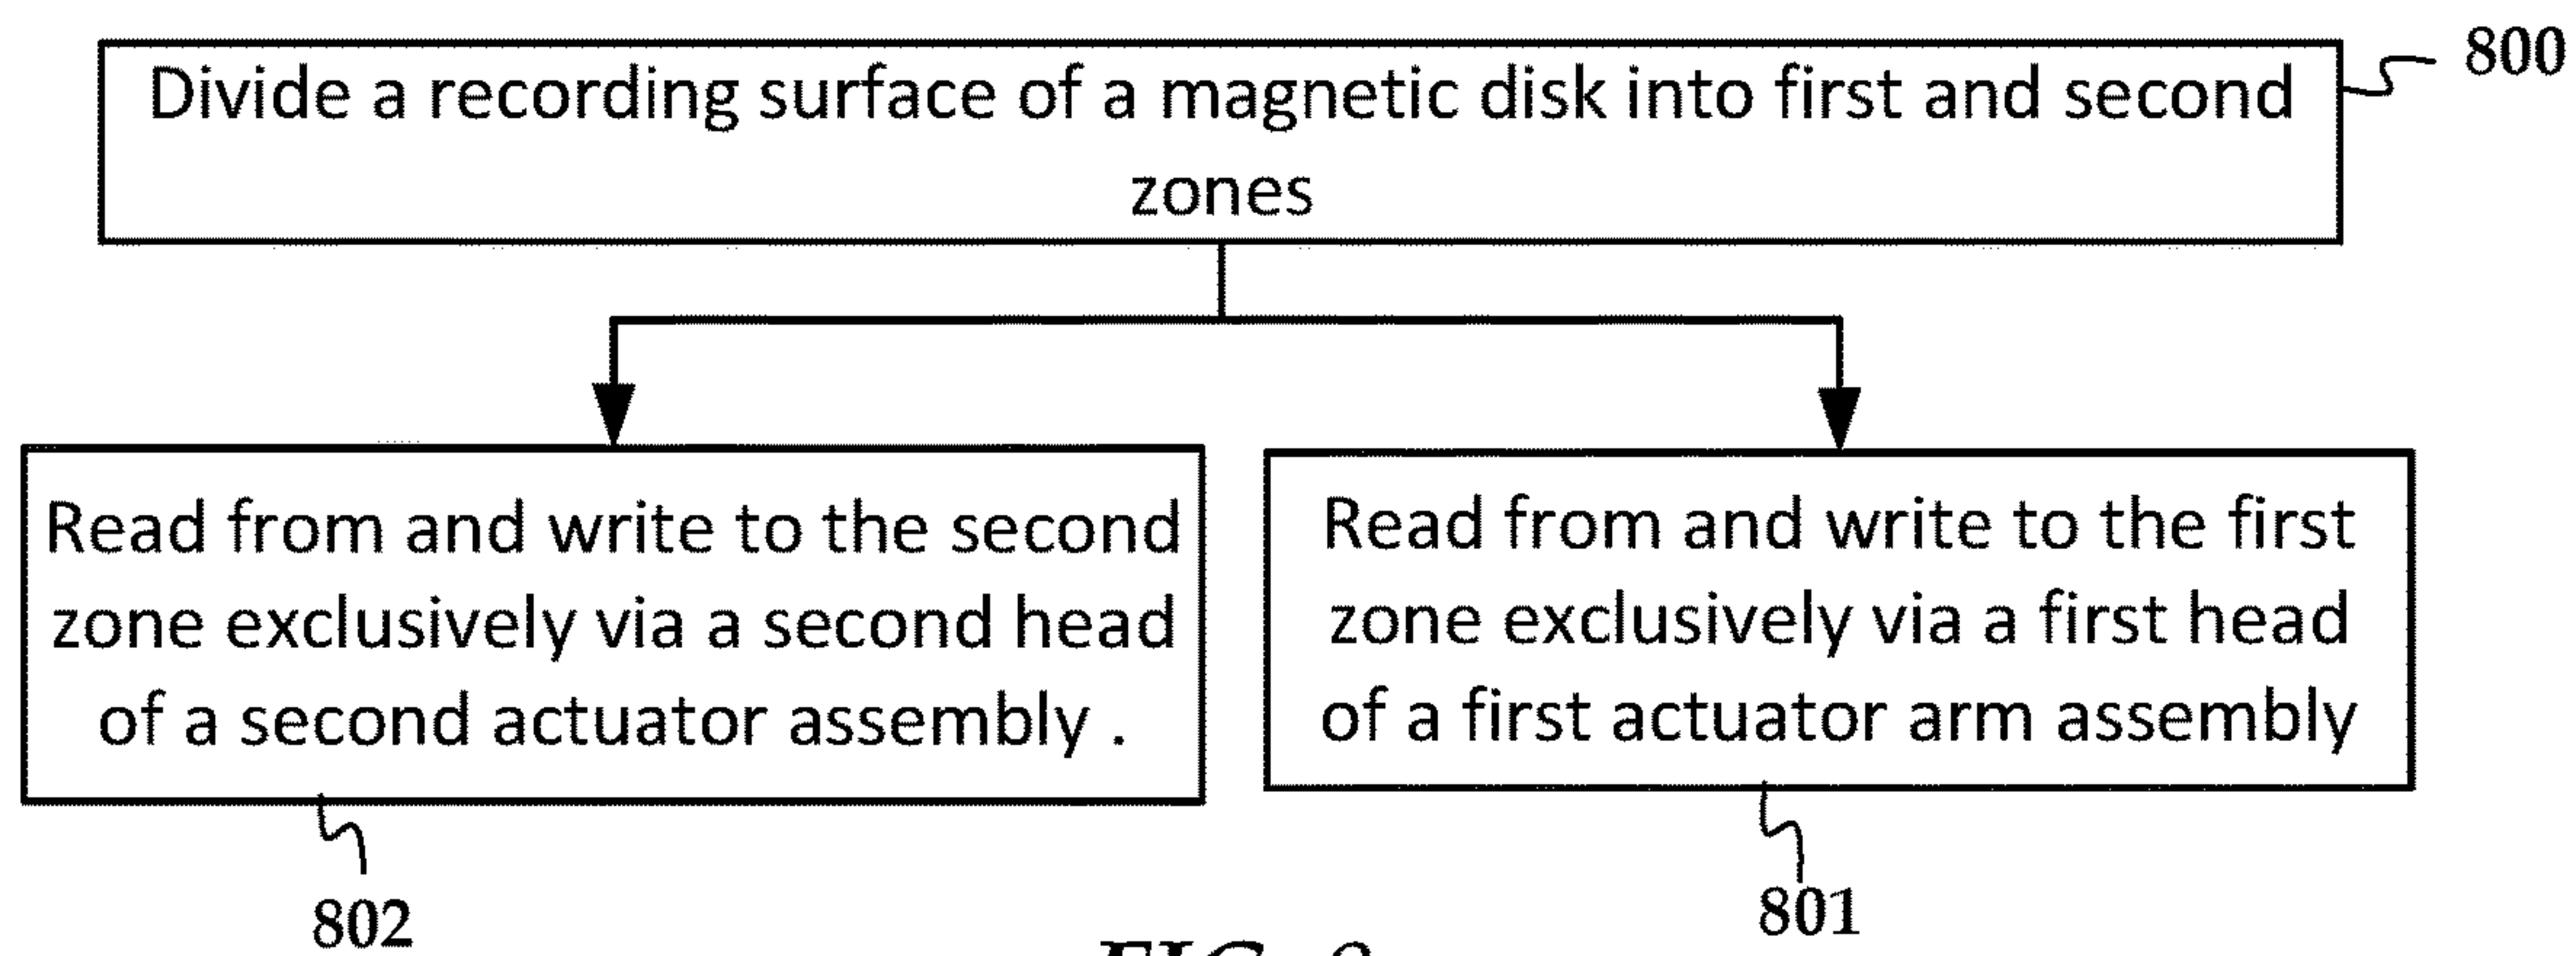 Divide a recording surface of a magnetic disk into first and second
zones
800
Read from and write to the second
zone exclusively via a second head
of a second actuator assembly .
802
Read from and write to the first
zone exclusively via a first head
of a first actuator arm assembly
801